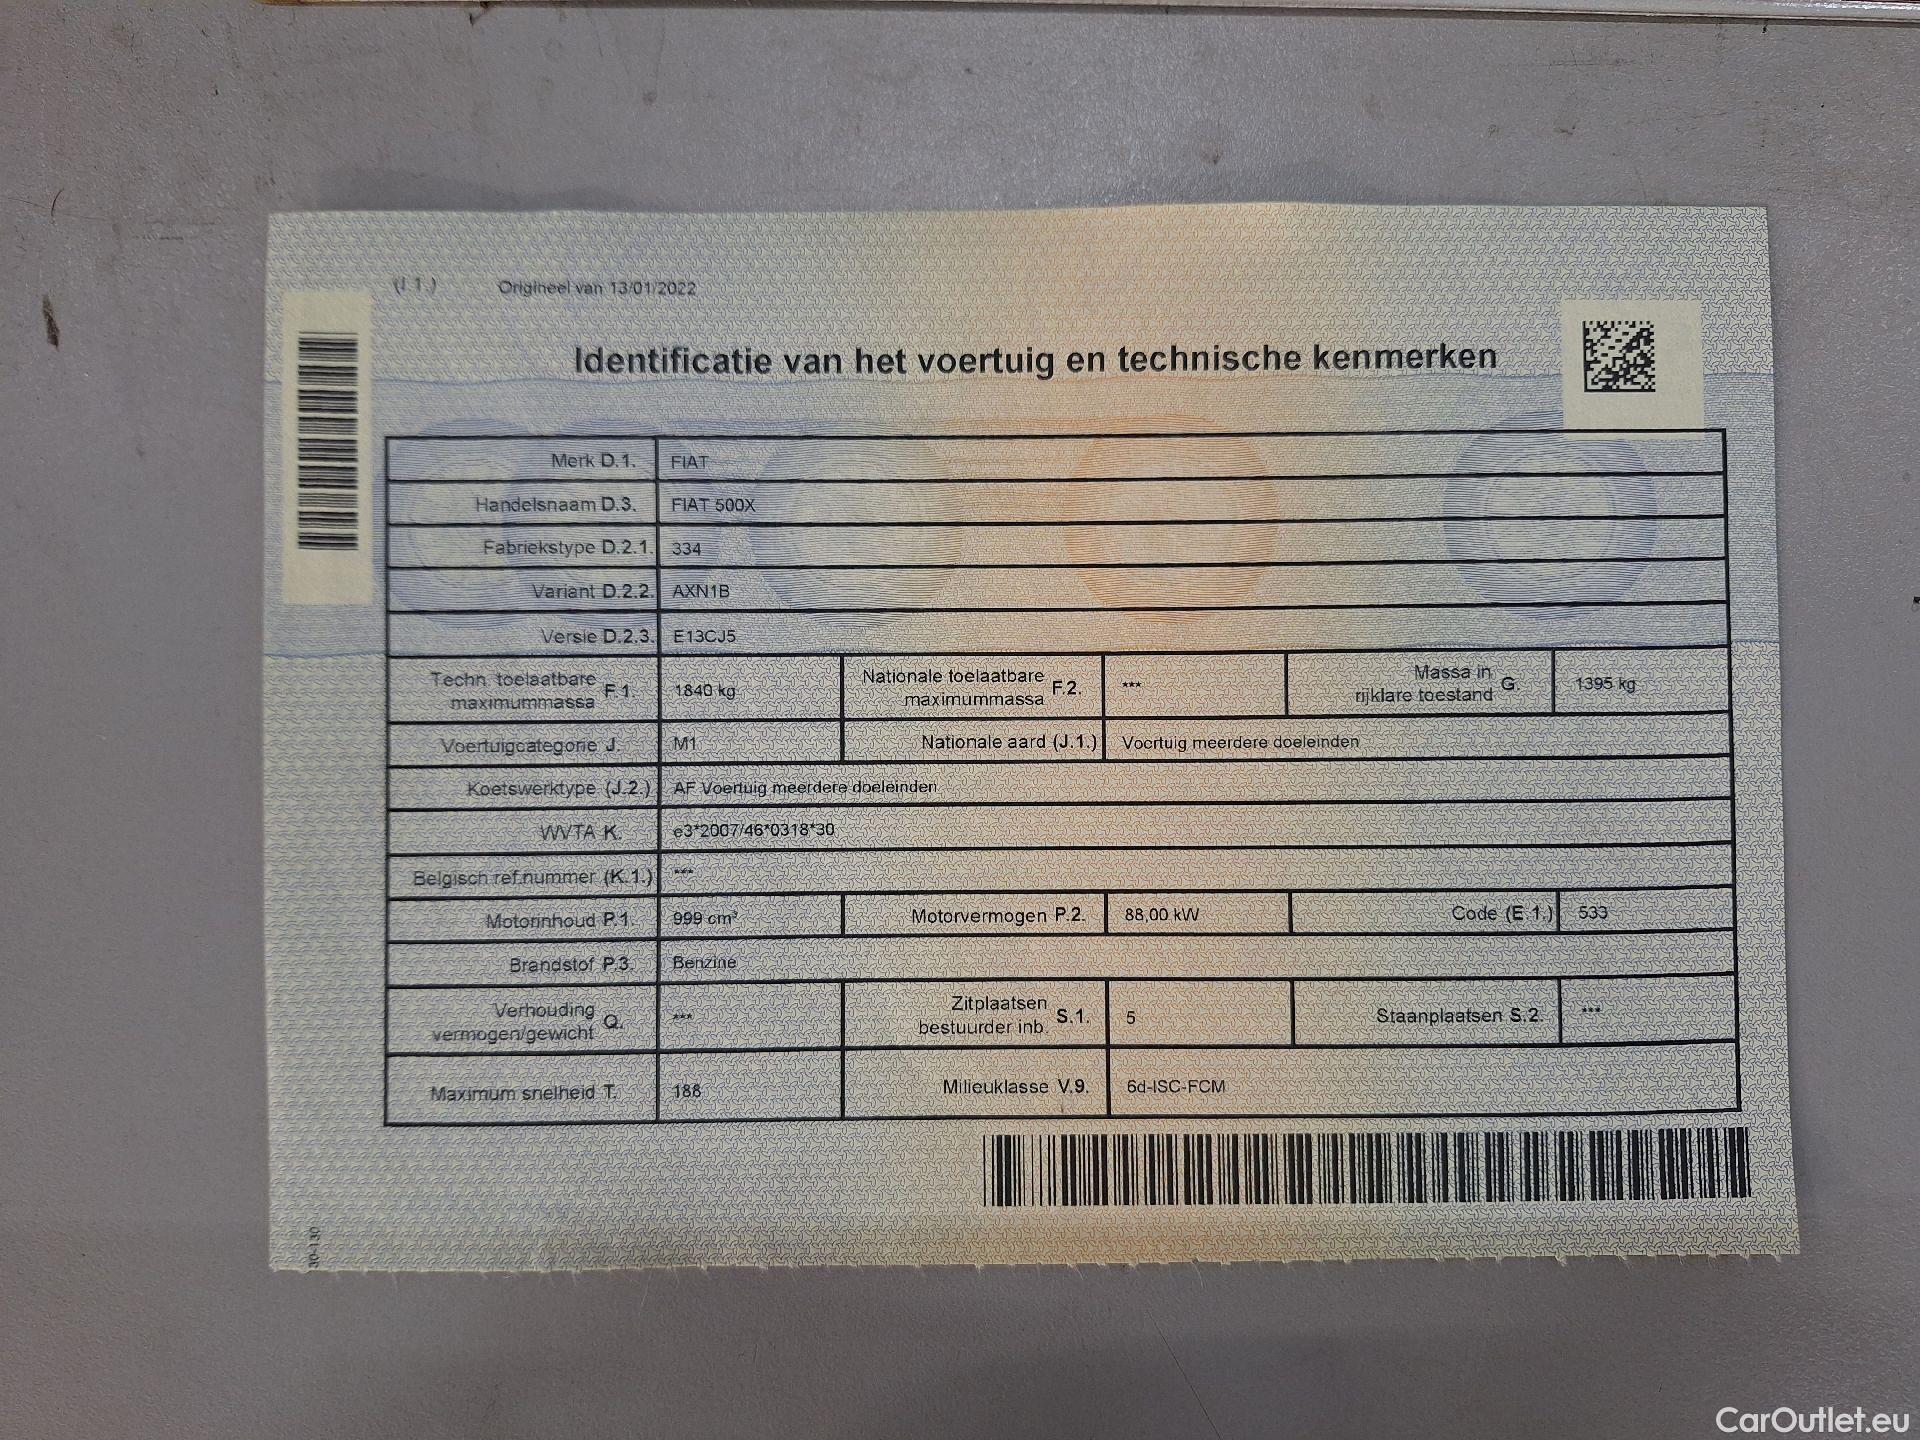 (I.1.) Origineel van 13/01/2022
Identificatie van het voertuig en technische kenmerken
Merk D.1. FIAT
Handelsnaam D.3. FIAT 500X
Fabriekstype D.2.1. 334
Variant D.2.2. AXN1B
Versie D.2.3. E13CJ5
Techn. toelaatbare maximummassa F.1. 1840 kg Nationale toelaatbare maximummassa F.2. *** Massa in rijklare toestand G. 1395 kg
Voertuigcategorie J. M1 Nationale aard (J.1.) Voertuig meerdere doeleinden
Koetswerktype (J.2.) AF Voertuig meerdere doeleinden
WVTA K. e3*2007/46*0318*30
Belgisch ref.nummer (K.1.) ***
Motorinhoud P.1. 999 cm³ Motorvermogen P.2. 88,00 kW Code (E.1.) 533
Brandstof P.3. Benzine
Verhouding vermogen/gewicht Q. *** Zitplaatsen bestuurder inb. S.1. 5 Staanplaatsen S.2. ***
Maximum snelheid T. 188 Milieuklasse V.9. 6d-ISC-FCM
30-130
CarOutlet.eu